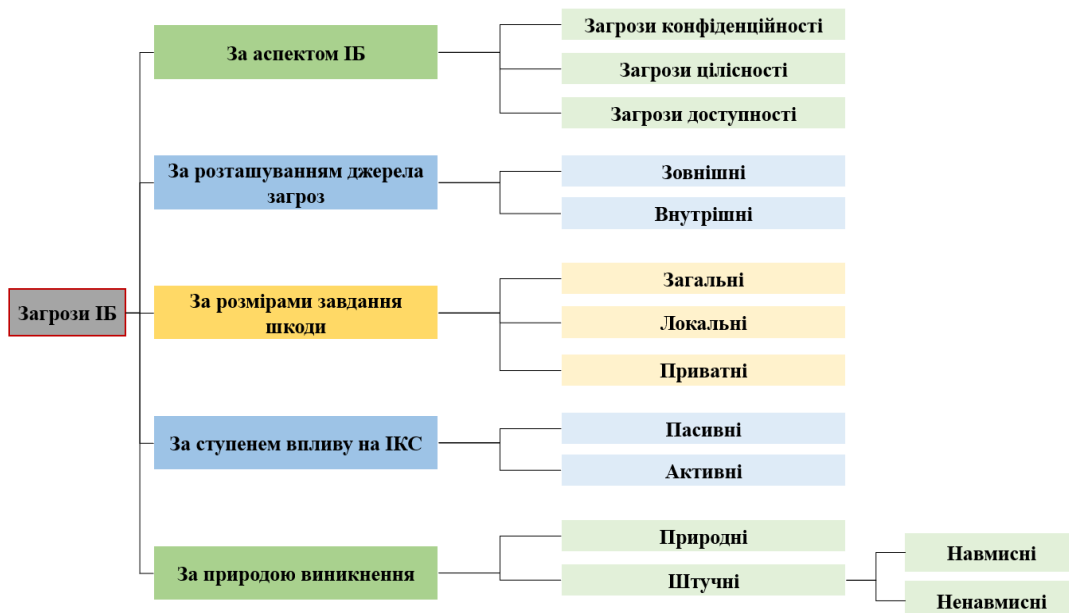 Загрози ІБ
За аспектом ІБ
Загрози конфіденційності
Загрози цілісності
Загрози доступності
За розташуванням джерела
загроз
Зовнішні
Внутрішні
За розмірами завдання
шкоди
Загальні
Локальні
Приватні
За ступенем впливу на ІКС
Пасивні
Активні
За природою виникнення
Природні
Штучні
Навмисні
Ненавмисні